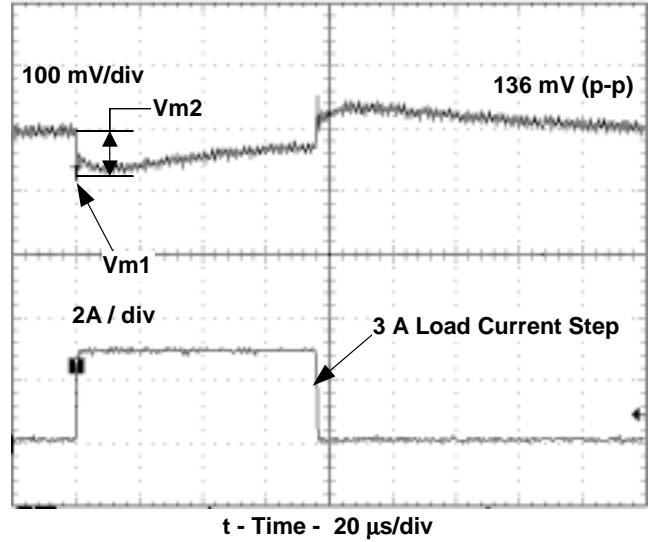 100 mV/div
136 mV (p-p)
Vm2
Vm1
2A / div
3 A Load Current Step
t - Time - 20 µs/div